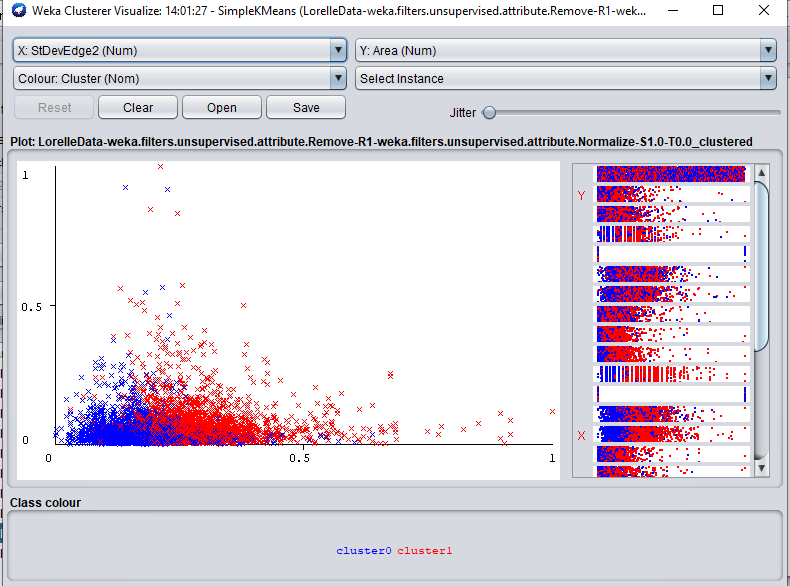 Weka Clusterer Visualize: 14:01:27 - SimpleKMeans (LorelleData-weka.filters.unsupervised.attribute.Remove-R1-wek...
X: StDevEdge2 (Num)
Y: Area (Num)
Colour: Cluster (Nom)
Select Instance
Reset
Clear
Open
Save
Jitter
Plot: LorelleData-weka.filters.unsupervised.attribute.Remove-R1-weka.filters.unsupervised.attribute.Normalize-S1.0-T0.0_clustered
1
0.5
0
0
0.5
1
Y
X
Class colour
cluster0 cluster1